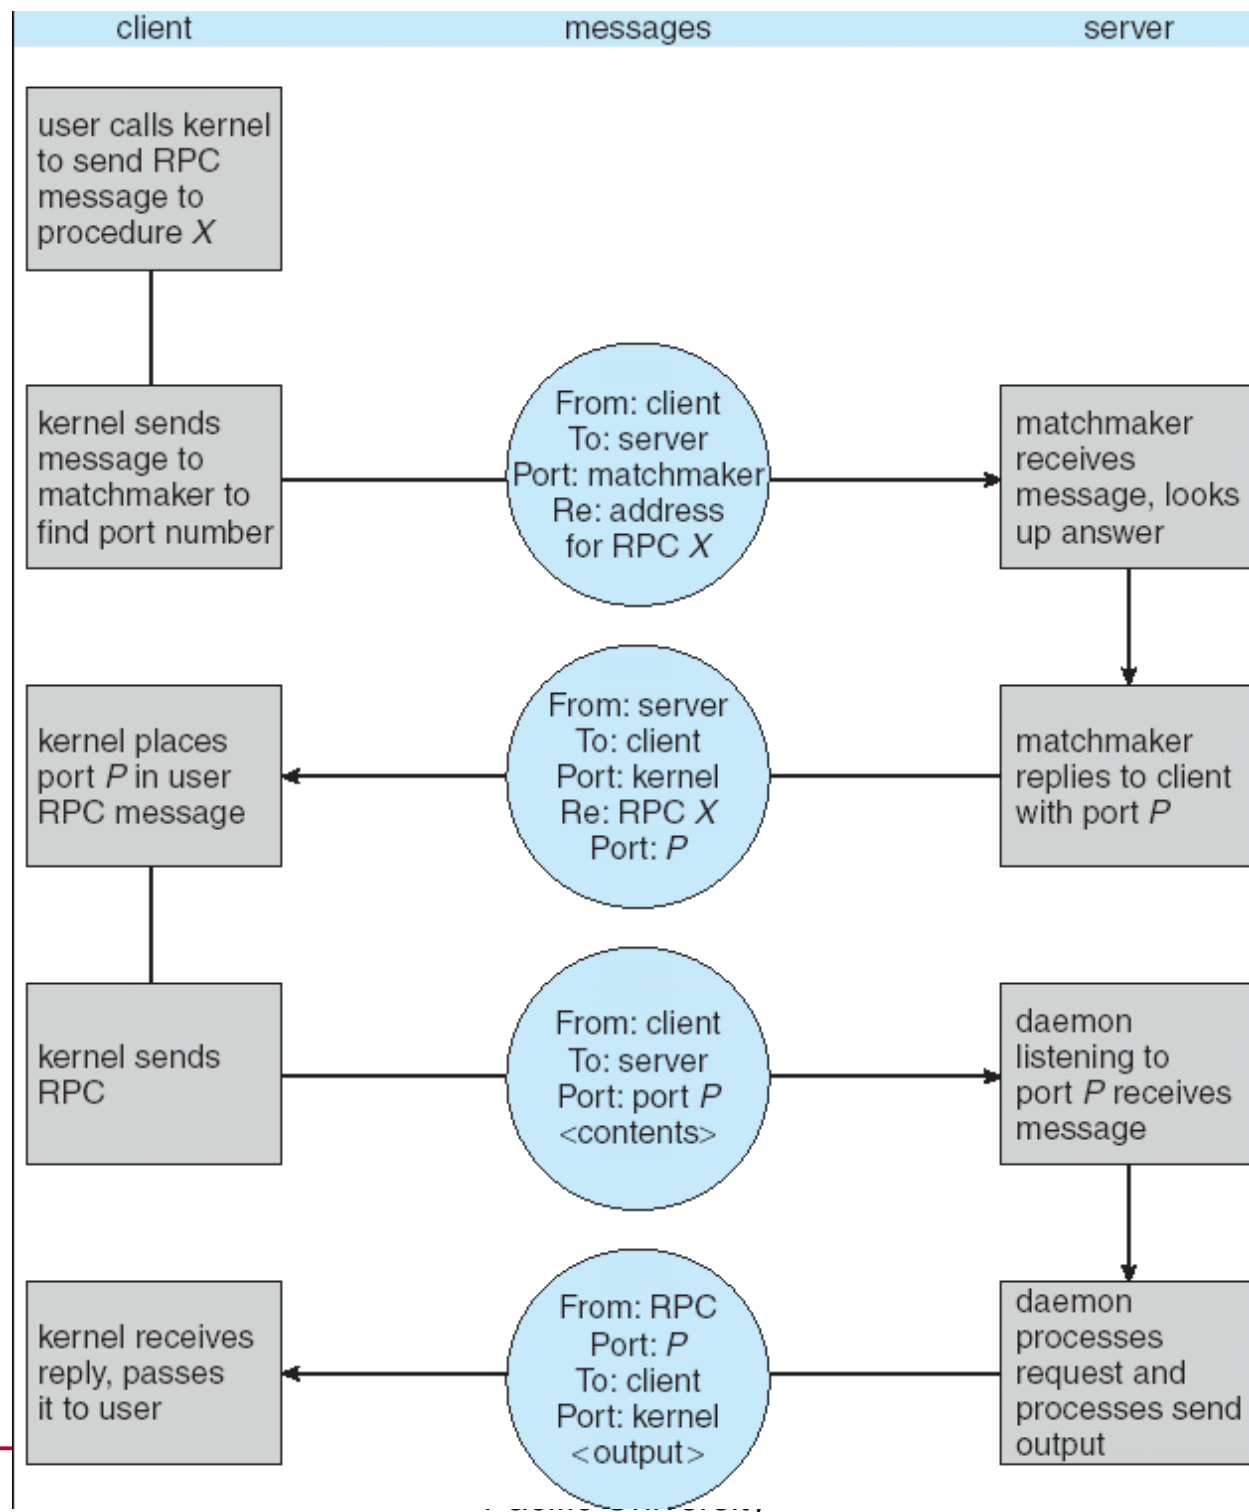 client
messages
server
user calls kernel
to send RPC
message to
procedure X
kernel sends
message to
matchmaker to
find port number
From: client
To: server
Port: matchmaker
Re: address
for RPC X
matchmaker
receives
message, looks
up answer
kernel places
port P in user
RPC message
From: server
To: client
Port: kernel
Re: RPC X
Port: P
matchmaker
replies to client
with port P
kernel sends
RPC
From: client
To: server
Port: port P
<contents>
daemon
listening to
port P receives
message
kernel receives
reply, passes
it to user
From: RPC
Port: P
To: client
Port: kernel
<output>
daemon
processes
request and
processes send
output